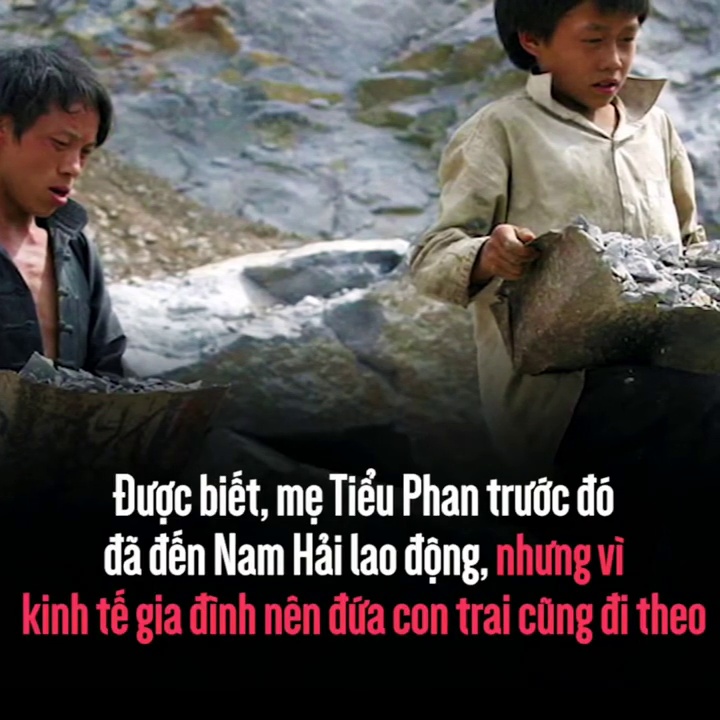 Được biết, mẹ Tiểu Phan trước đó
đã đến Nam Hải lao động, nhưng vì
kinh tế gia đình nên đứa con trai cũng đi theo